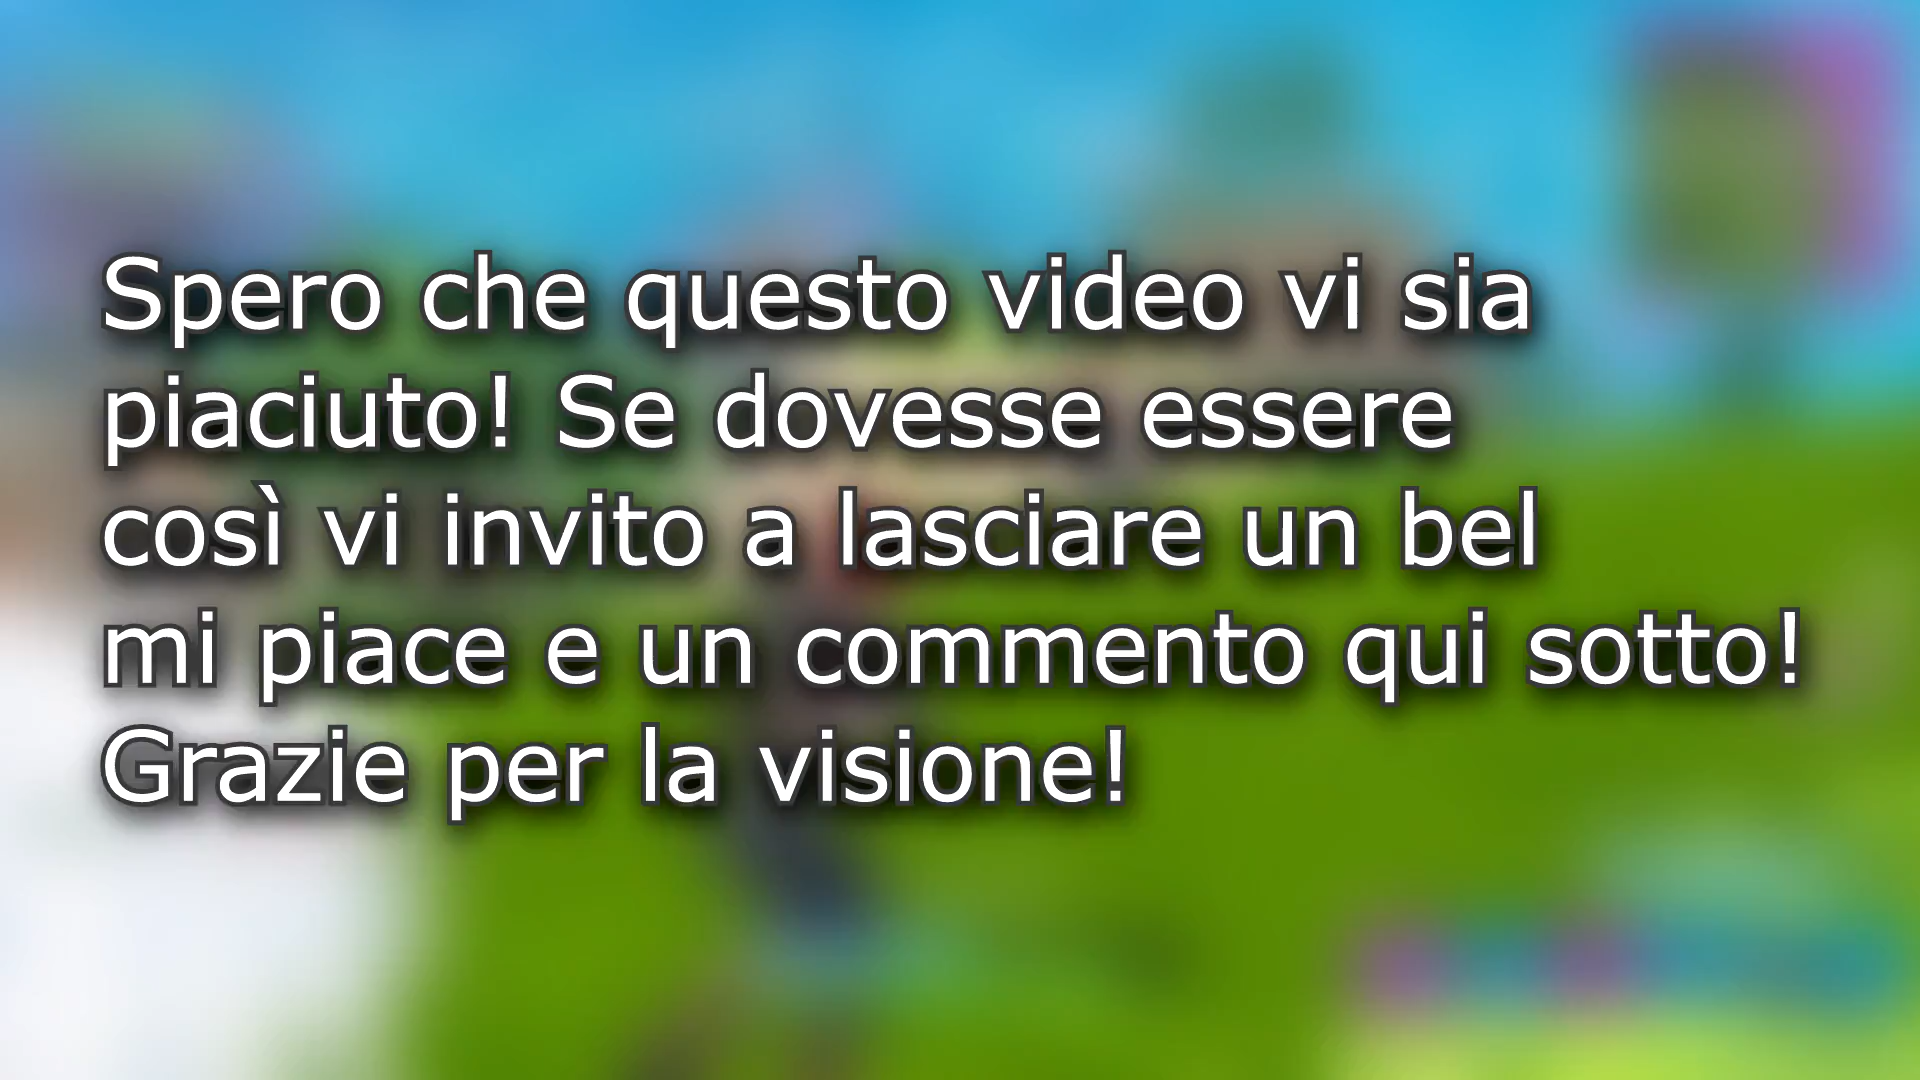 Spero che questo video vi sia
piaciuto! Se dovesse essere
così vi invito a lasciare un bel
mi piace e un commento qui sotto!
Grazie per la visione!